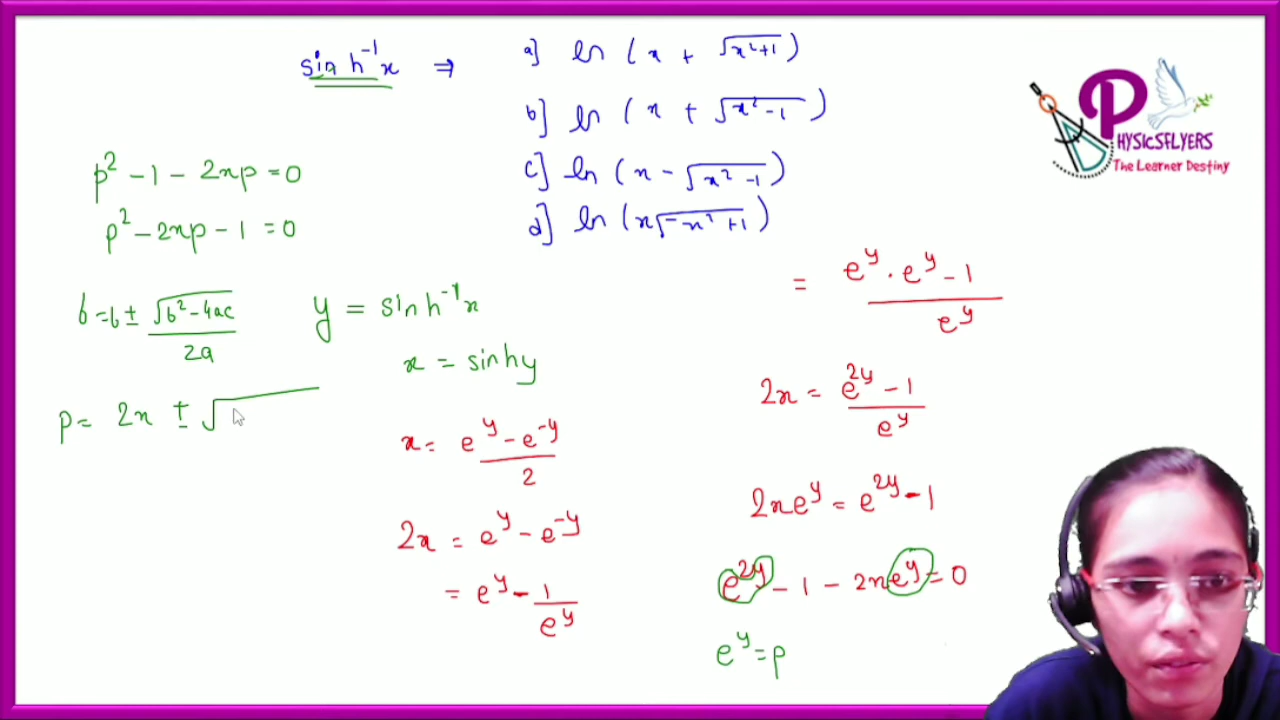 sin h⁻¹x ⇒
a] ln (x + √x²+1)
b] ln (x + √x²-1)
c] ln (x - √x²-1)
d] ln (x√-x²+1)
PHYSICSFLYERS
The Learner Destiny
p² - 1 - 2xp = 0
p² - 2xp - 1 = 0
b = b ± √b²-4ac / 2a
p = 2x ± √
y = sin h⁻¹x
x = sinhy
x = e^y - e^-y / 2
2x = e^y - e^-y
= e^y - 1/e^y
= e^y · e^y - 1 / e^y
2x = e^2y - 1 / e^y
2xe^y = e^2y - 1
e^2y - 1 - 2xe^y = 0
e^y = p